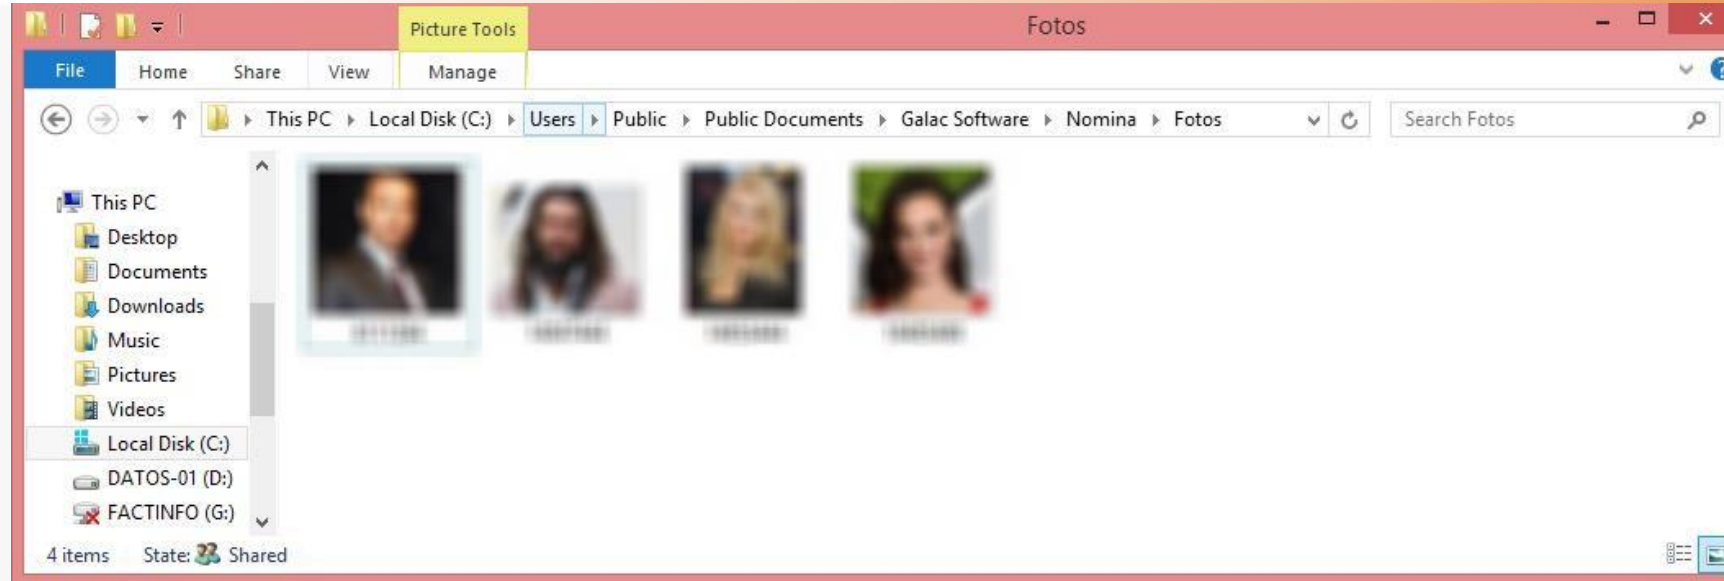 Picture Tools
Fotos
File Home Share View Manage
This PC Local Disk (C:) Users Public Public Documents Galac Software Nomina Fotos
Search Fotos
This PC
Desktop
Documents
Downloads
Music
Pictures
Videos
Local Disk (C:)
DATOS-01 (D:)
FACTINFO (G:)
4 items State: Shared